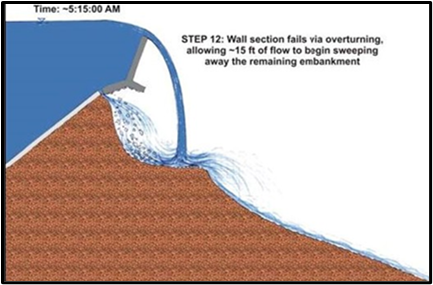 Time: ~5:15:00 AM
STEP 12: Wall section fails via overturning,
allowing ~15 ft of flow to begin sweeping
away the remaining embankment